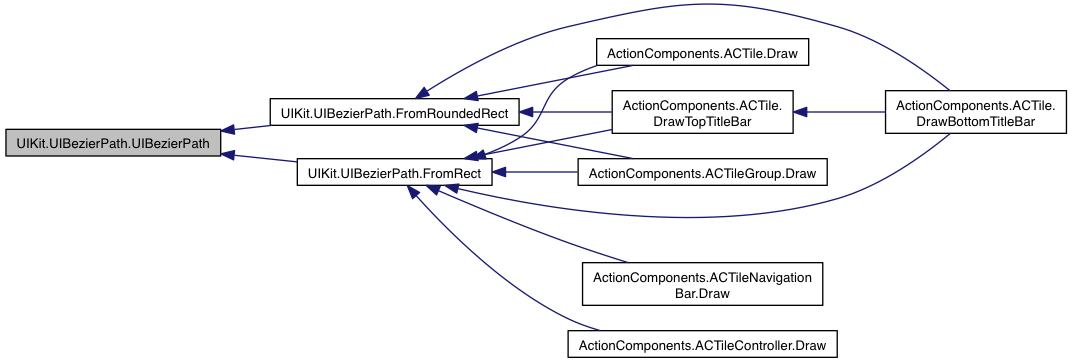 UIKit.UIBezierPath.UIBezierPath
UIKit.UIBezierPath.FromRoundedRect
UIKit.UIBezierPath.FromRect
ActionComponents.ACTile.Draw
ActionComponents.ACTile.
DrawTopTitleBar
ActionComponents.ACTile.
DrawBottomTitleBar
ActionComponents.ACTileGroup.Draw
ActionComponents.ACTileNavigation
Bar.Draw
ActionComponents.ACTileController.Draw